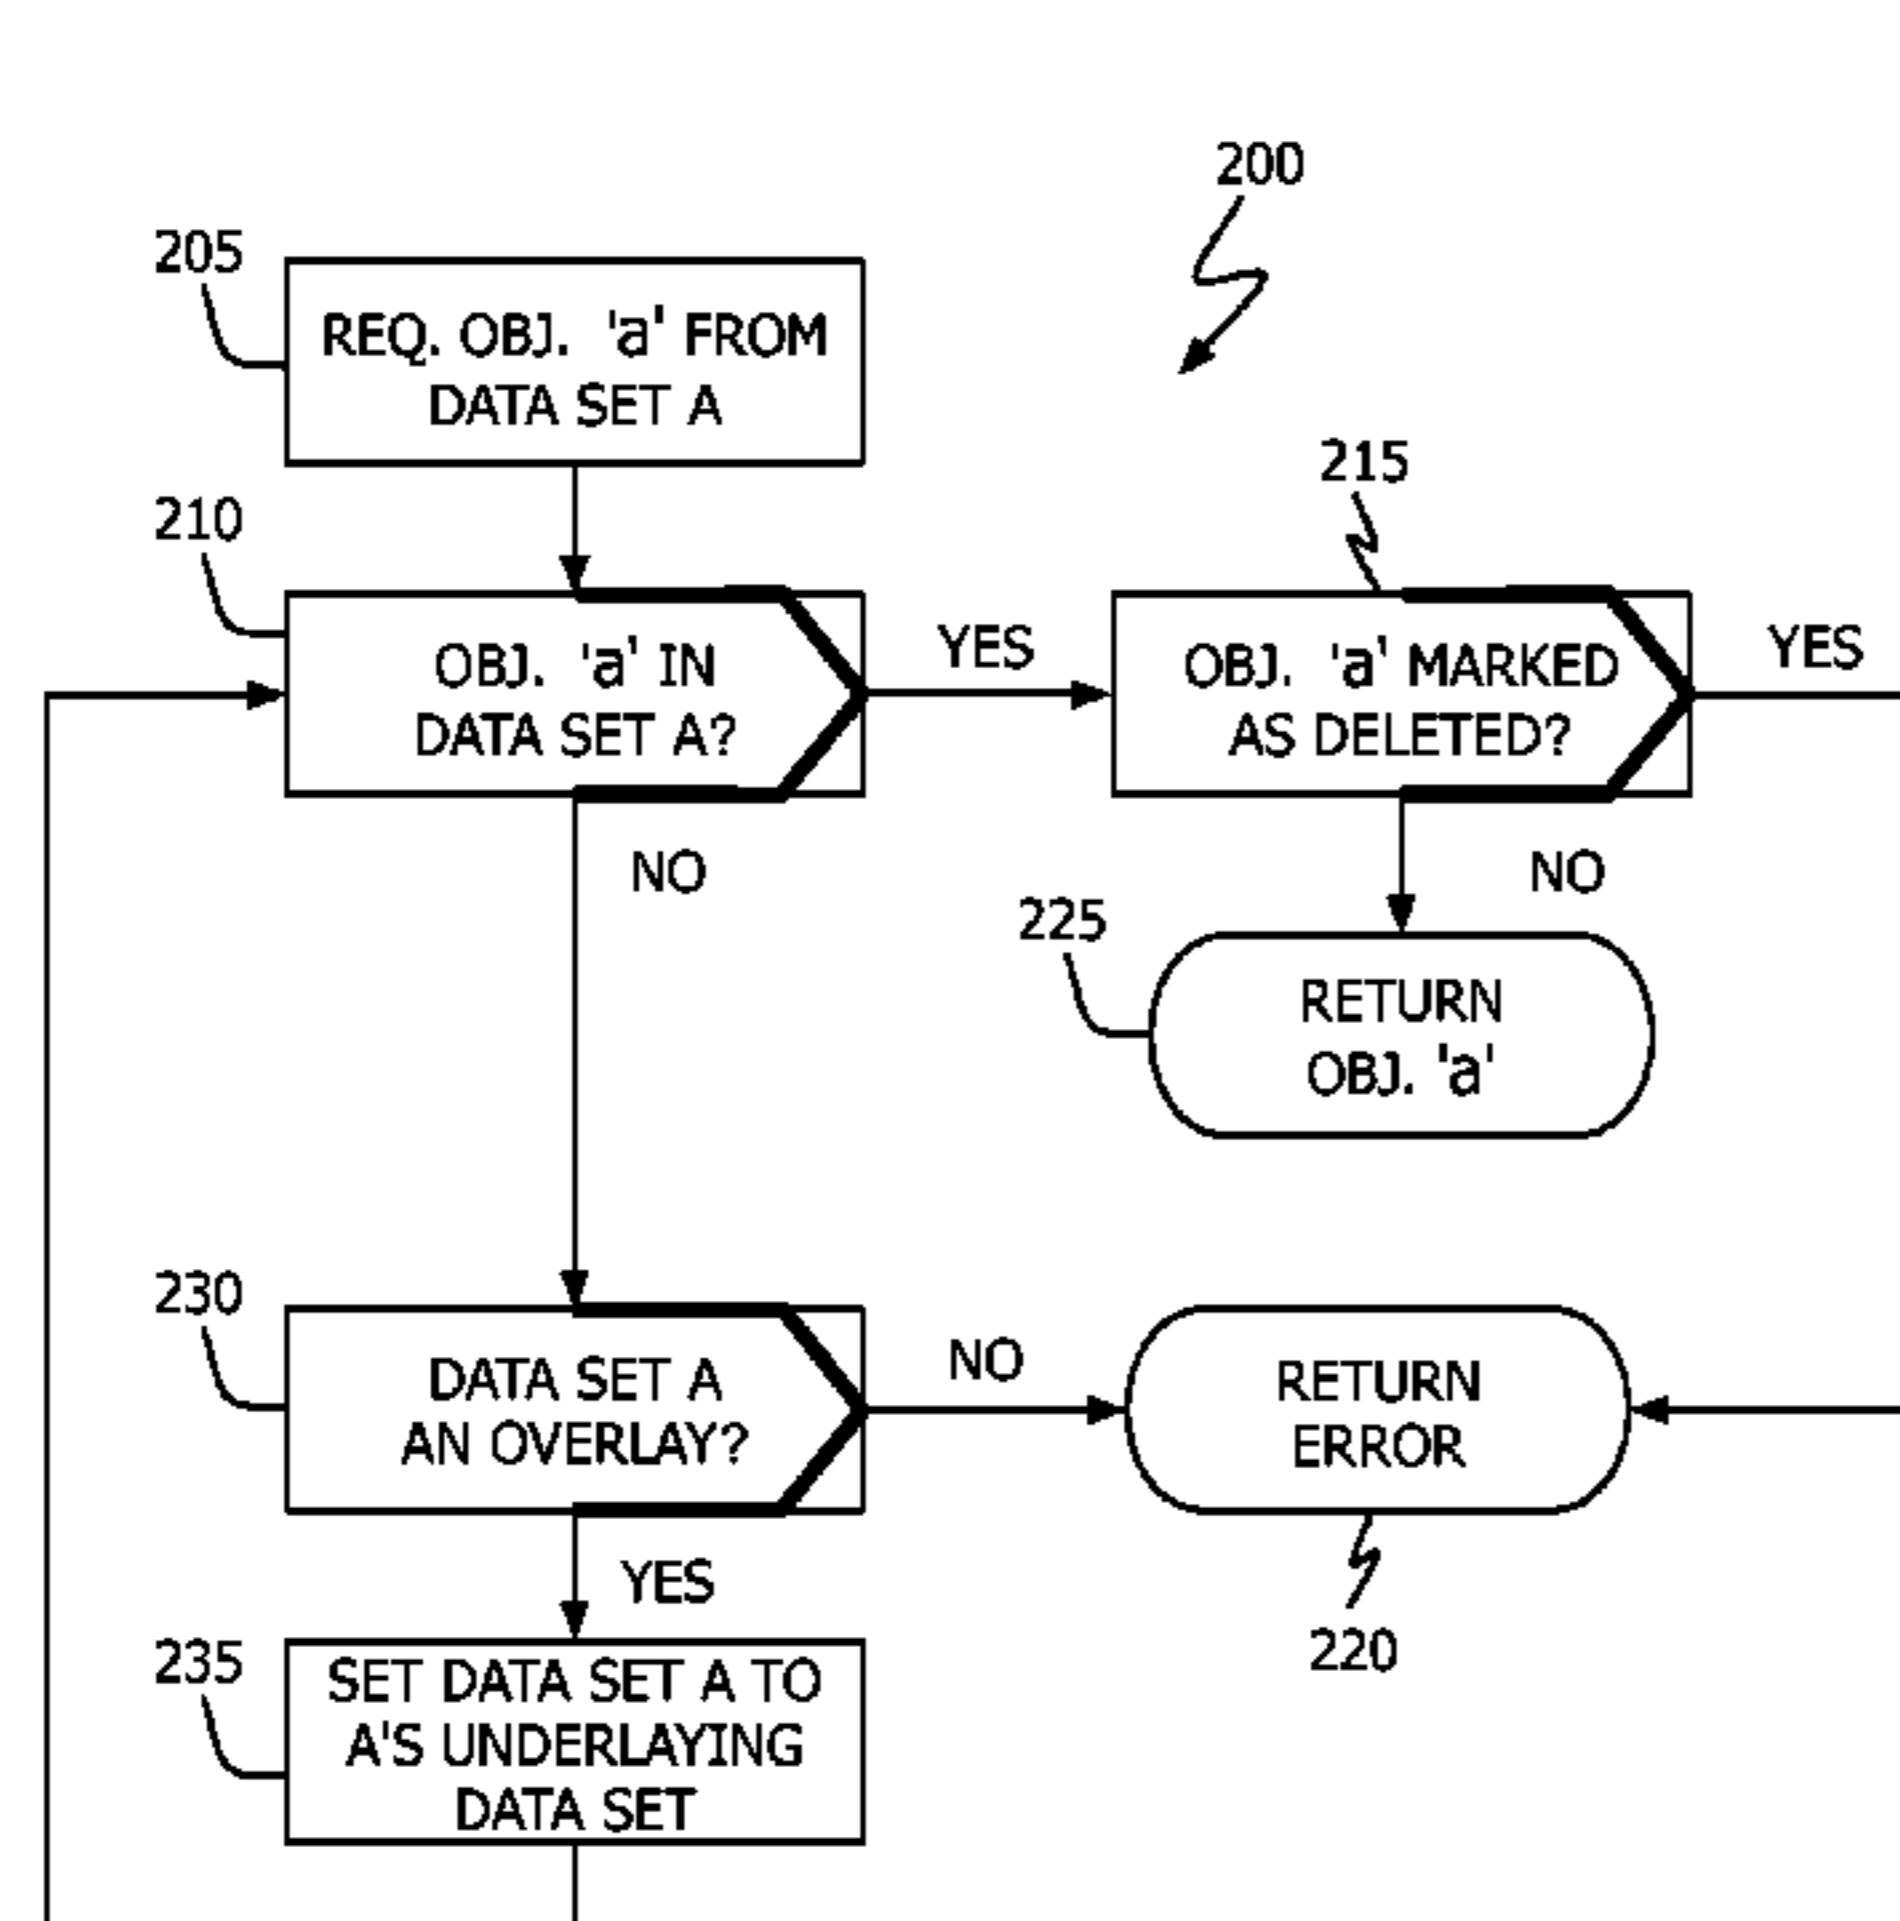 200
205
REQ. OBJ. 'a' FROM
DATA SET A
210
215
OBJ. 'a' IN
DATA SET A?
YES
OBJ. 'a' MARKED
AS DELETED?
YES
NO
NO
225
RETURN
OBJ. 'a'
230
DATA SET A
AN OVERLAY?
NO
RETURN
ERROR
YES
220
235
SET DATA SET A TO
A'S UNDERLAYING
DATA SET